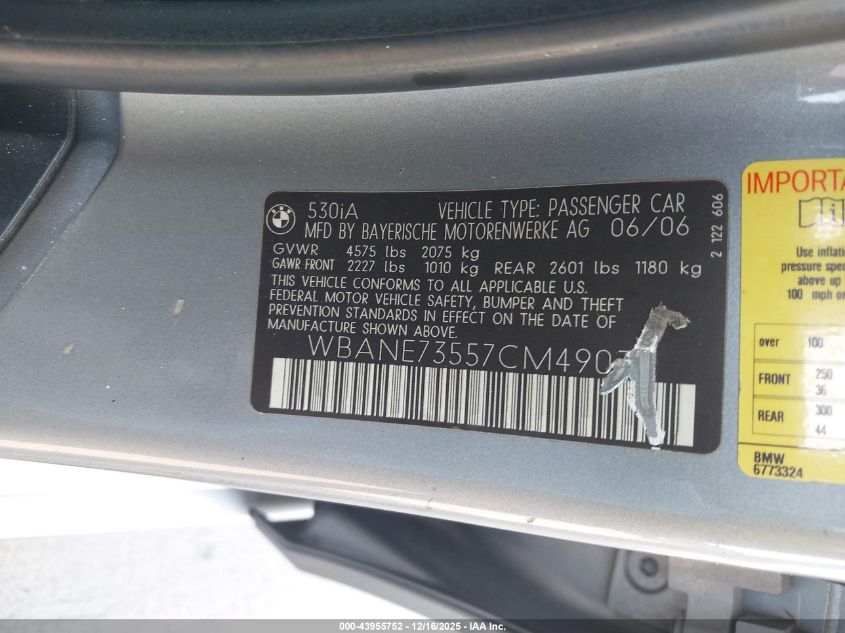 530iA VEHICLE TYPE: PASSENGER CAR
MFD BY BAYERISCHE MOTORENWERKE AG 06/06
GVWR 4575 lbs 2075 kg
GAWR FRONT 2227 lbs 1010 kg REAR 2601 lbs 1180 kg
THIS VEHICLE CONFORMS TO ALL APPLICABLE U.S.
FEDERAL MOTOR VEHICLE SAFETY, BUMPER AND THEFT
PREVENTION STANDARDS IN EFFECT ON THE DATE OF
MANUFACTURE SHOWN ABOVE.
WBANE73557CM490
2 122 606
IMPORTA
Use inflat
pressure spec
above up
100 mph or
over 100
FRONT 250
36
REAR 300
44
BMW
6773324
000-43955752 - 12/16/2025 - IAA Inc.